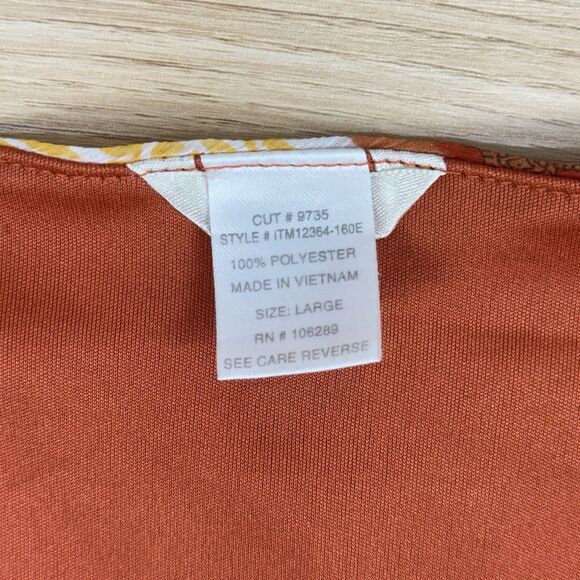 CUT # 9735
STYLE # ITM12364-160E
100% POLYESTER
MADE IN VIETNAM
SIZE: LARGE
RN # 106289
SEE CARE REVERSE